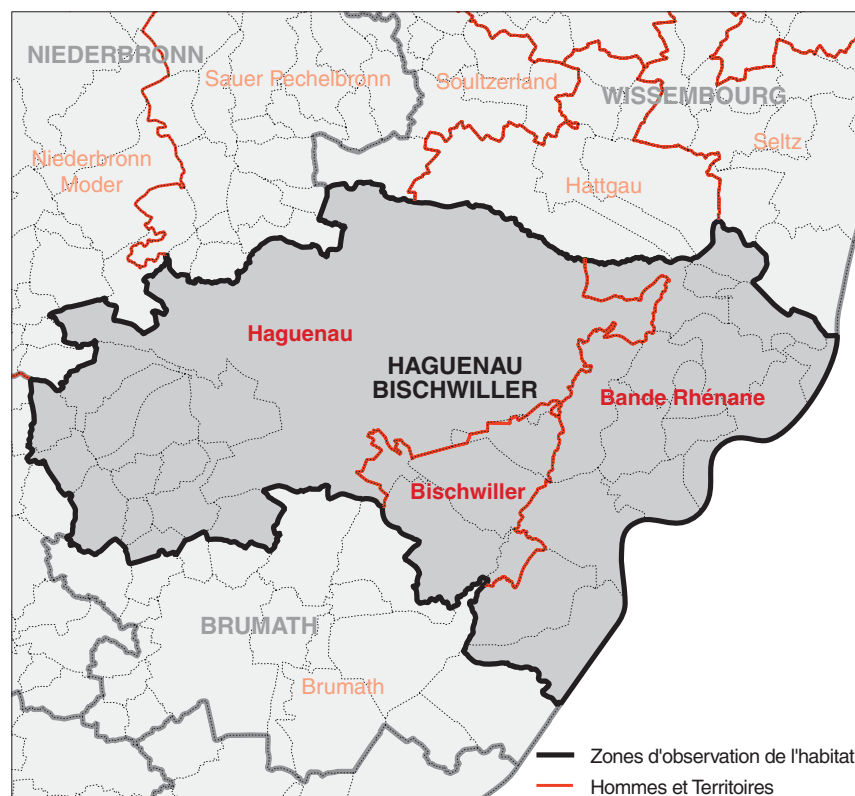 NIEDERBRONN
Sauer Pechelbronn
Soultzerland
WISSEMBOURG
Seltz
Niederbronn
Moder
Hattgau
Haguenau
HAGUENAU
BISCHWILLER
Bande Rhénane
Bischwiller
BRUMATH
Brumath
Zones d'observation de l'habitat
Hommes et Territoires